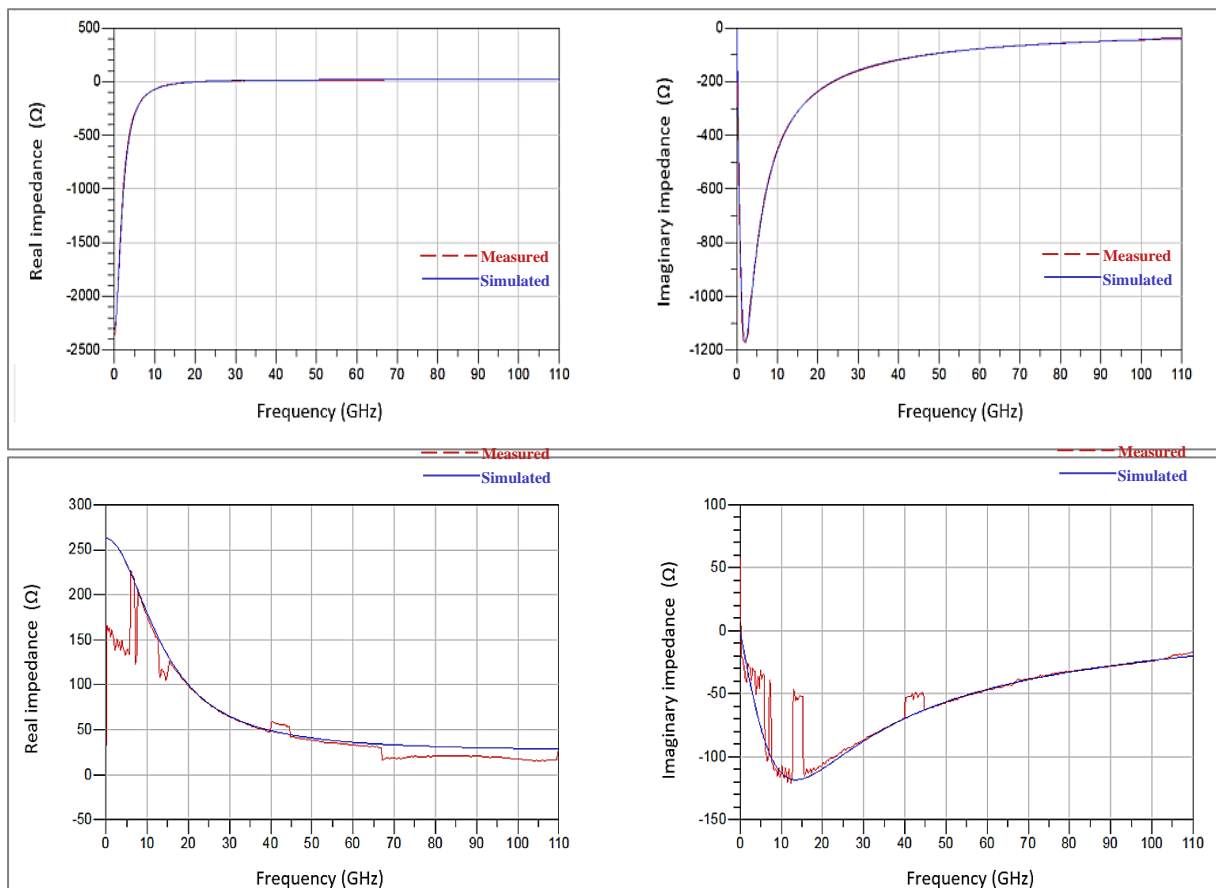 500
0
-500
-1000
-1500
-2000
-2500
Real impedance (Ω)
Measured
Simulated
0 10 20 30 40 50 60 70 80 90 100 110
Frequency (GHz)
0
-200
-400
-600
-800
-1000
-1200
Imaginary impedance (Ω)
Measured
Simulated
0 10 20 30 40 50 60 70 80 90 100 110
Frequency (GHz)
Measured
Simulated
300
250
200
150
100
50
0
-50
Real impedance (Ω)
0 10 20 30 40 50 60 70 80 90 100 110
Frequency (GHz)
Measured
Simulated
100
50
0
-50
-100
-150
Imaginary impedance (Ω)
0 10 20 30 40 50 60 70 80 90 100 110
Frequency (GHz)